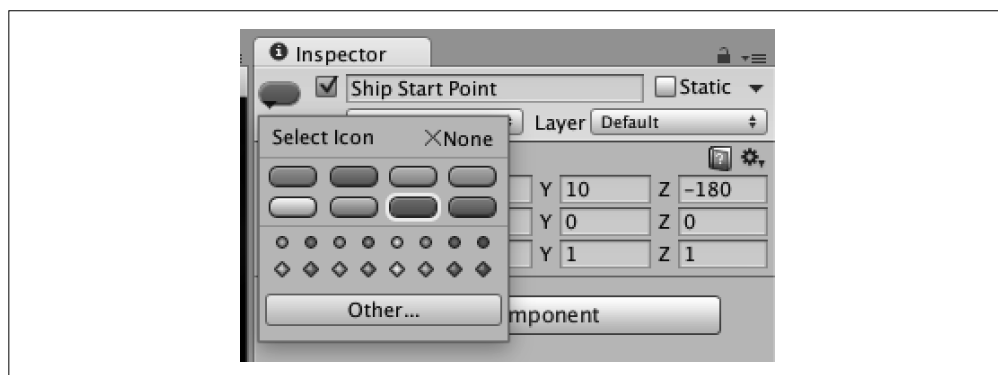 Inspector
Ship Start Point Static
Layer Default
Select Icon ×None
Y 10 Z -180
Y 0 Z 0
Y 1 Z 1
Other...
mponent